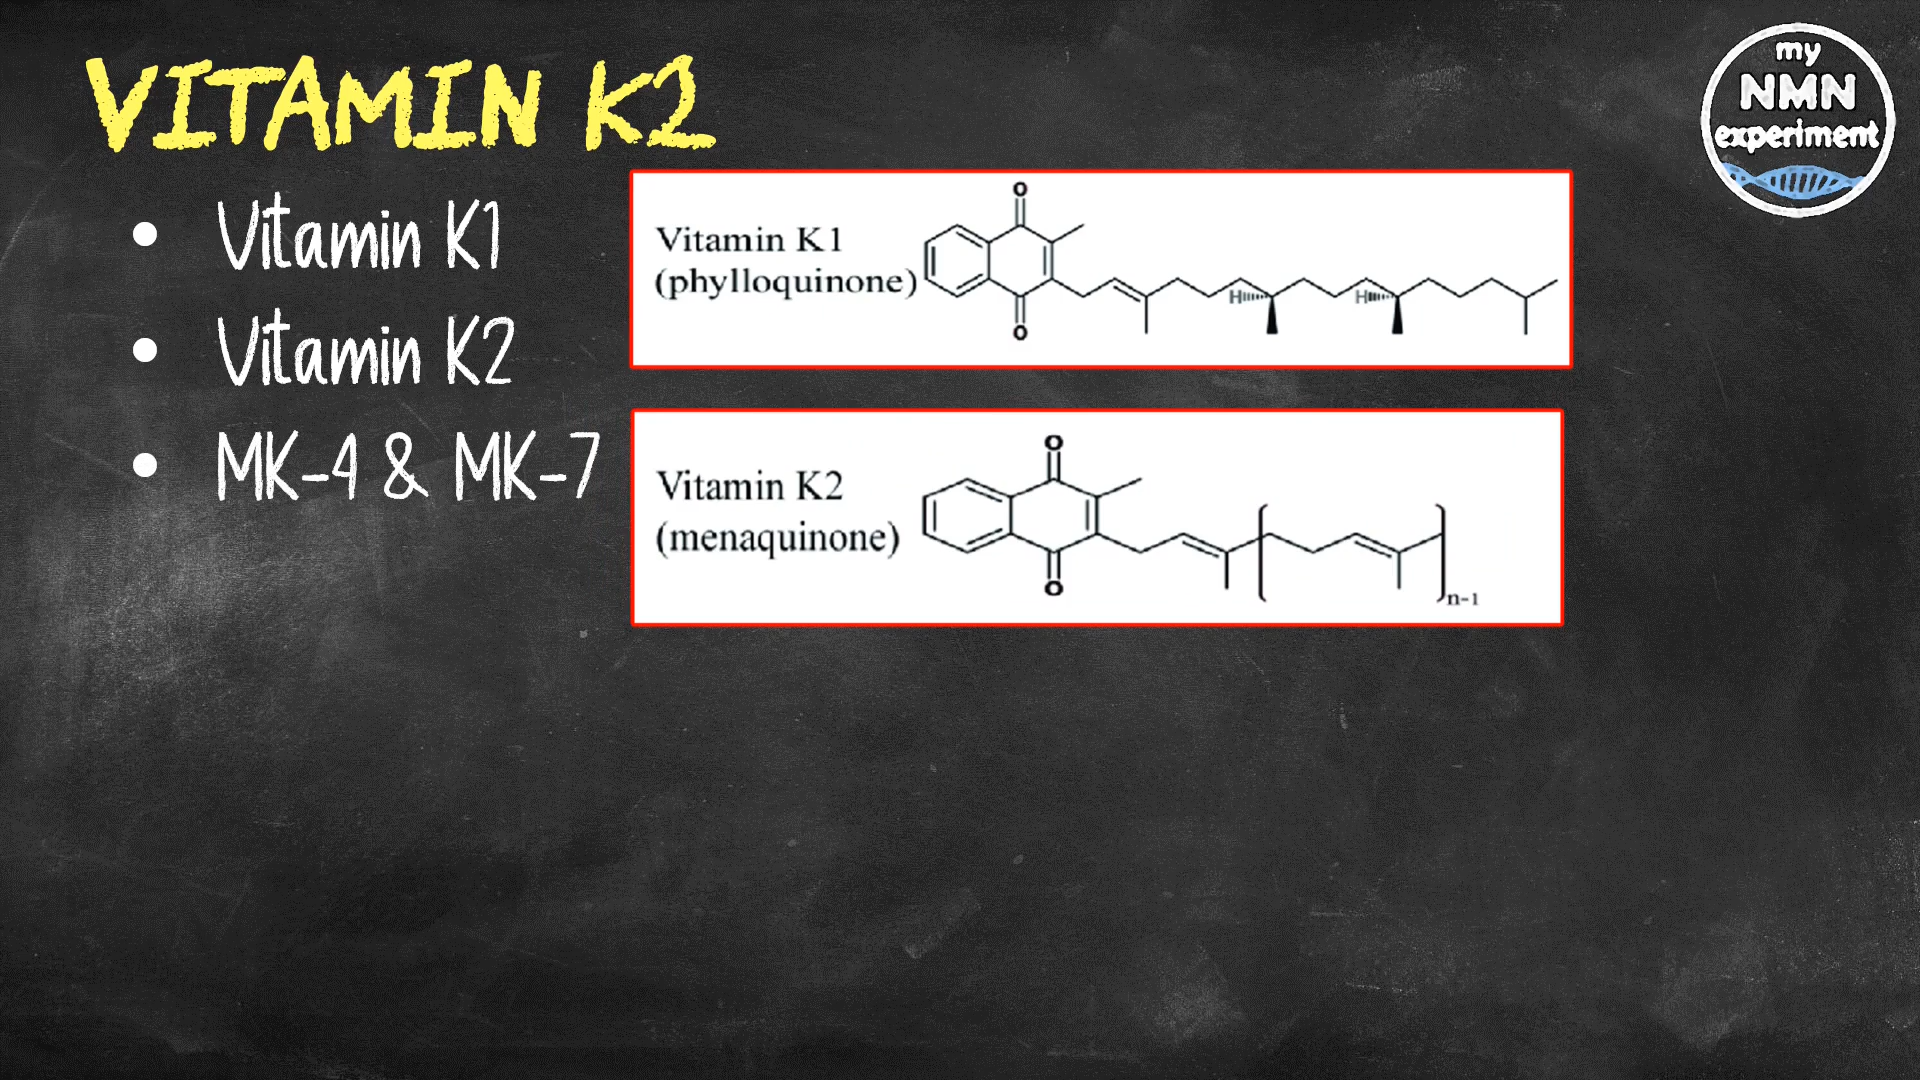 VITAMIN K2
my
NMN
experiment
• Vitamin K1
• Vitamin K2
• MK-4 & MK-7
Vitamin K1
(phylloquinone)
O
H
H
O
Vitamin K2
(menaquinone)
O
O
n-1